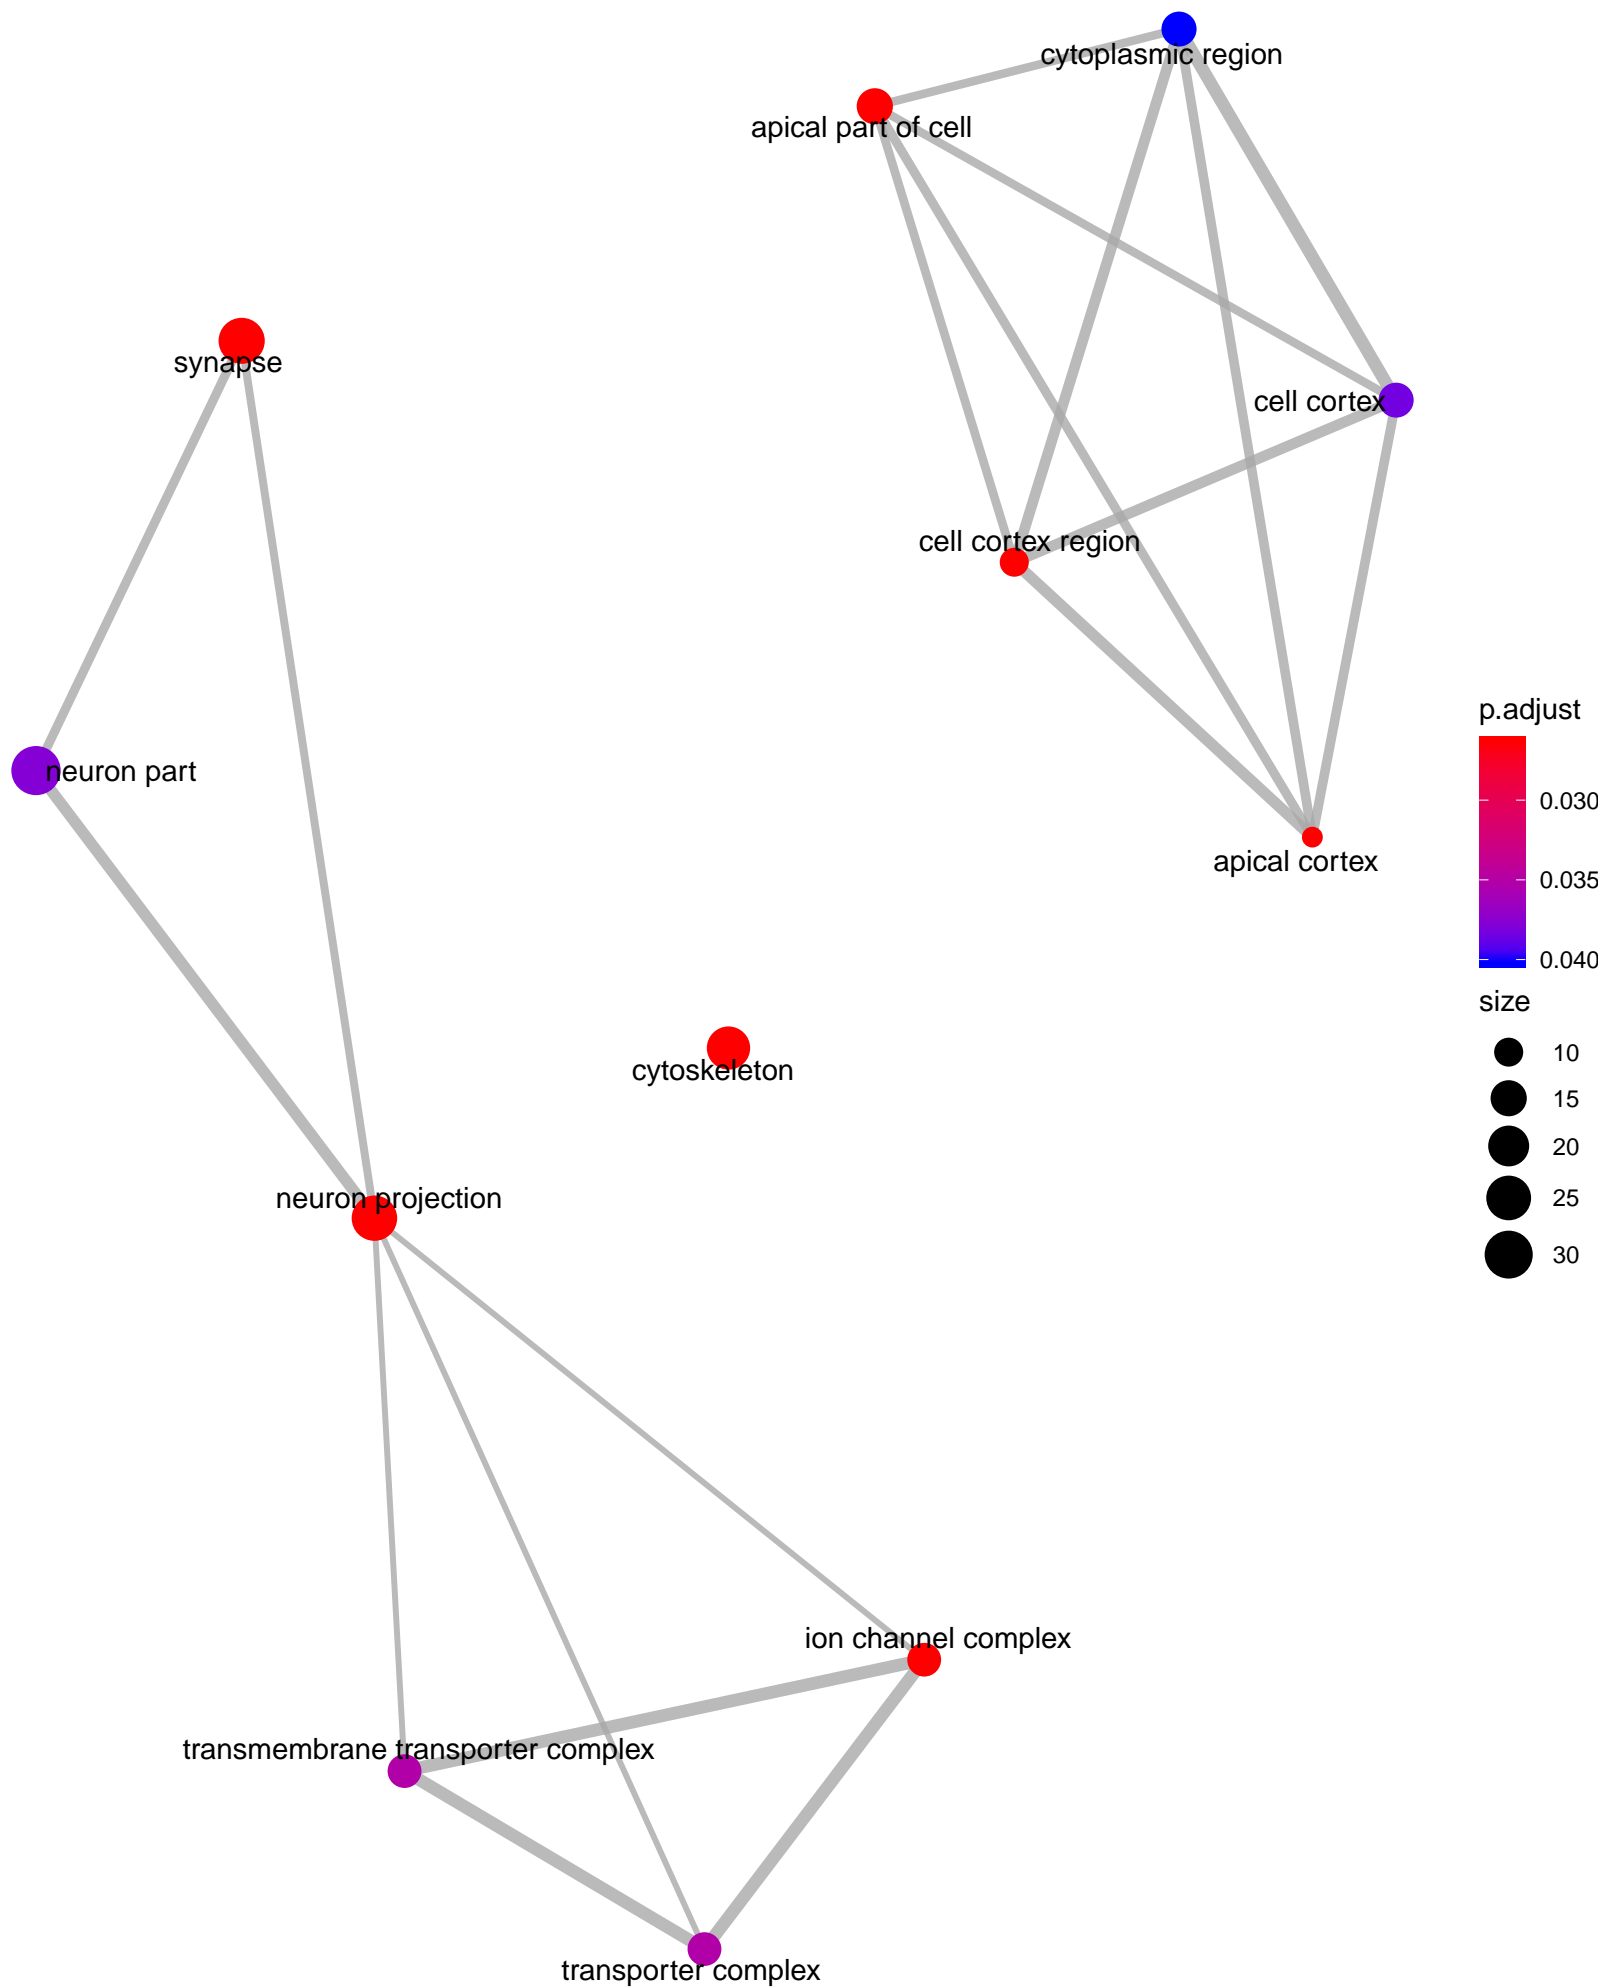 cytoplasmic region
apical part of cell
synapse
cell cortex
cell cortex region
neuron part
apical cortex
cytoskeleton
neuron projection
ion channel complex
transmembrane transporter complex
transporter complex
p.adjust
0.030
0.035
0.040
size
10
15
20
25
30